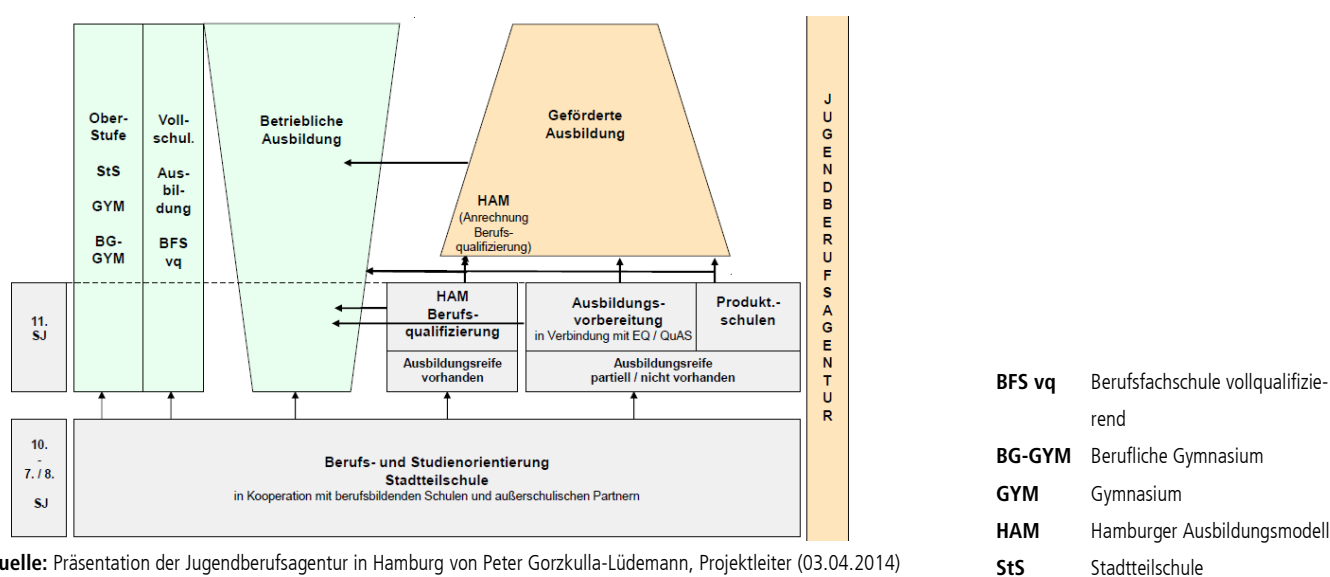 Ober-
Stufe
StS
GYM
BG-
GYM
Voll-
schul.
Aus-
bil-
dung
BFS
vq
Betriebliche
Ausbildung
Geförderte
Ausbildung
HAM
(Anrechnung
Berufs-
qualifizierung)
JUGENDBERUFSAGENTUR
11.
SJ
HAM
Berufs-
qualifizierung
Ausbildungsreife
vorhanden
Ausbildungs-
vorbereitung
in Verbindung mit EQ / QuAS
Produkt.-
schulen
Ausbildungsreife
partiell / nicht vorhanden
10.
-
7. / 8.
SJ
Berufs- und Studienorientierung
Stadtteilschule
in Kooperation mit berufsbildenden Schulen und außerschulischen Partnern
uelle: Präsentation der Jugendberufsagentur in Hamburg von Peter Gorzkulla-Lüdemann, Projektleiter (03.04.2014)
BFS vq Berufsfachschule vollqualifizie-
rend
BG-GYM Berufliche Gymnasium
GYM Gymnasium
HAM Hamburger Ausbildungsmodell
StS Stadtteilschule